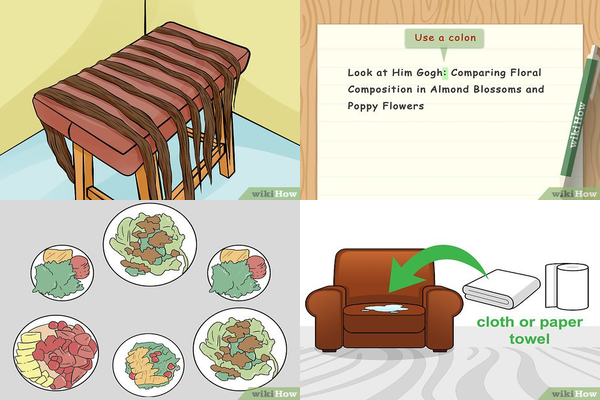 wikiHow
Use a colon
Look at Him Gogh: Comparing Floral
Composition in Almond Blossoms and
Poppy Flowers
wikiHow
wikiHow
wikiHow
cloth or paper
towel
wikiHow